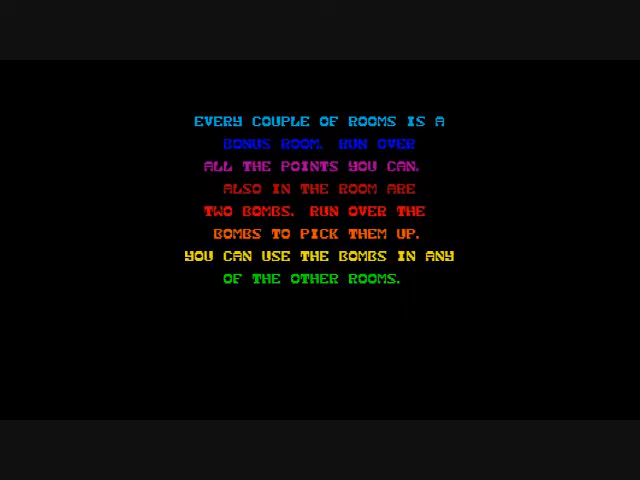 EVERY COUPLE OF ROOMS IS A
BONUS ROOM. RUN OVER
ALL THE POINTS YOU CAN.
ALSO IN THE ROOM ARE
TWO BOMBS. RUN OVER THE
BOMBS TO PICK THEM UP.
YOU CAN USE THE BOMBS IN ANY
OF THE OTHER ROOMS.